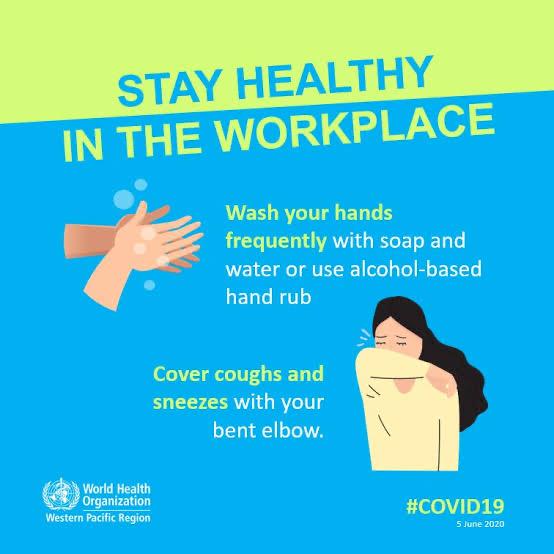 STAY HEALTHY
IN THE WORKPLACE
Wash your hands
frequently with soap and
water or use alcohol-based
hand rub
Cover coughs and
sneezes with your
bent elbow.
World Health
Organization
Western Pacific Region
#COVID19
5 June 2020